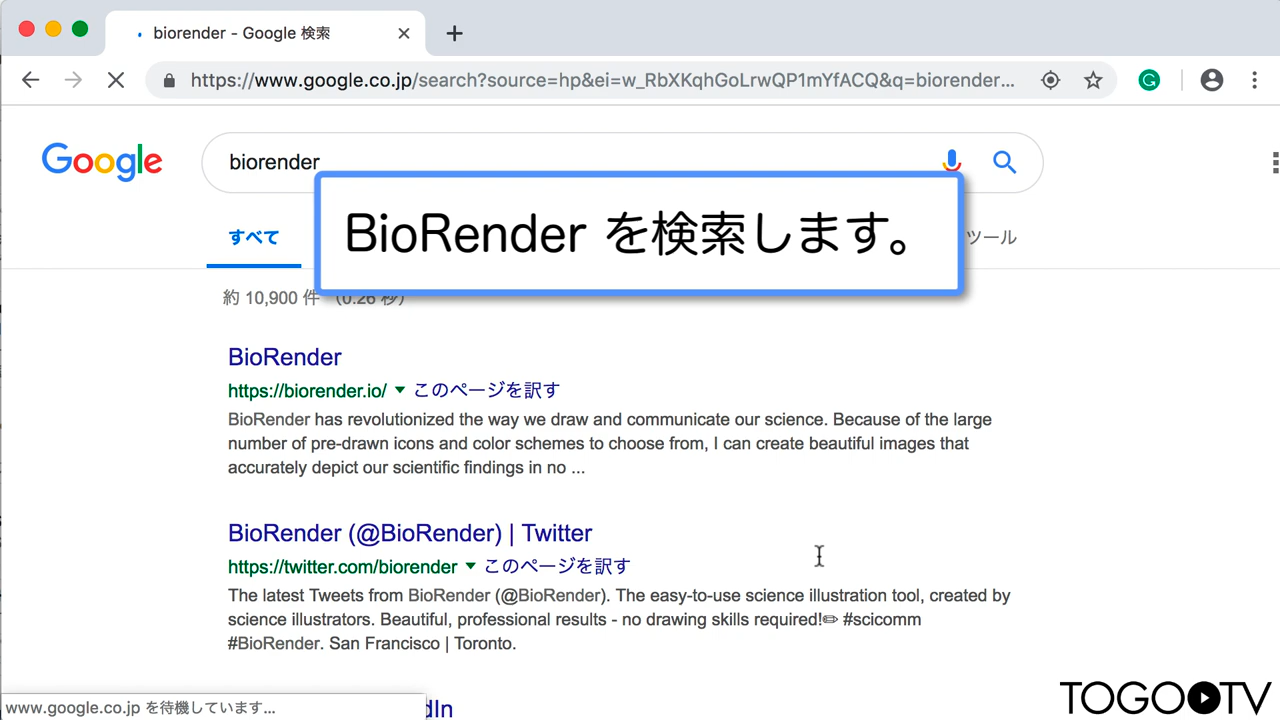 biorender - Google 検索
https://www.google.co.jp/search?source=hp&ei=w_RbXKqhGoLrwQP1mYfACQ&q=biorender...
Google
biorender
BioRender を検索します。
すべて
ツール
約 10,900 件 (0.26 秒)
BioRender
https://biorender.io/ ▼ このページを訳す
BioRender has revolutionized the way we draw and communicate our science. Because of the large
number of pre-drawn icons and color schemes to choose from, I can create beautiful images that
accurately depict our scientific findings in no ...
BioRender (@BioRender) | Twitter
https://twitter.com/biorender ▼ このページを訳す
The latest Tweets from BioRender (@BioRender). The easy-to-use science illustration tool, created by
science illustrators. Beautiful, professional results - no drawing skills required!✏ #scicomm
#BioRender. San Francisco | Toronto.
www.google.co.jp を待機しています...
TOGOTV